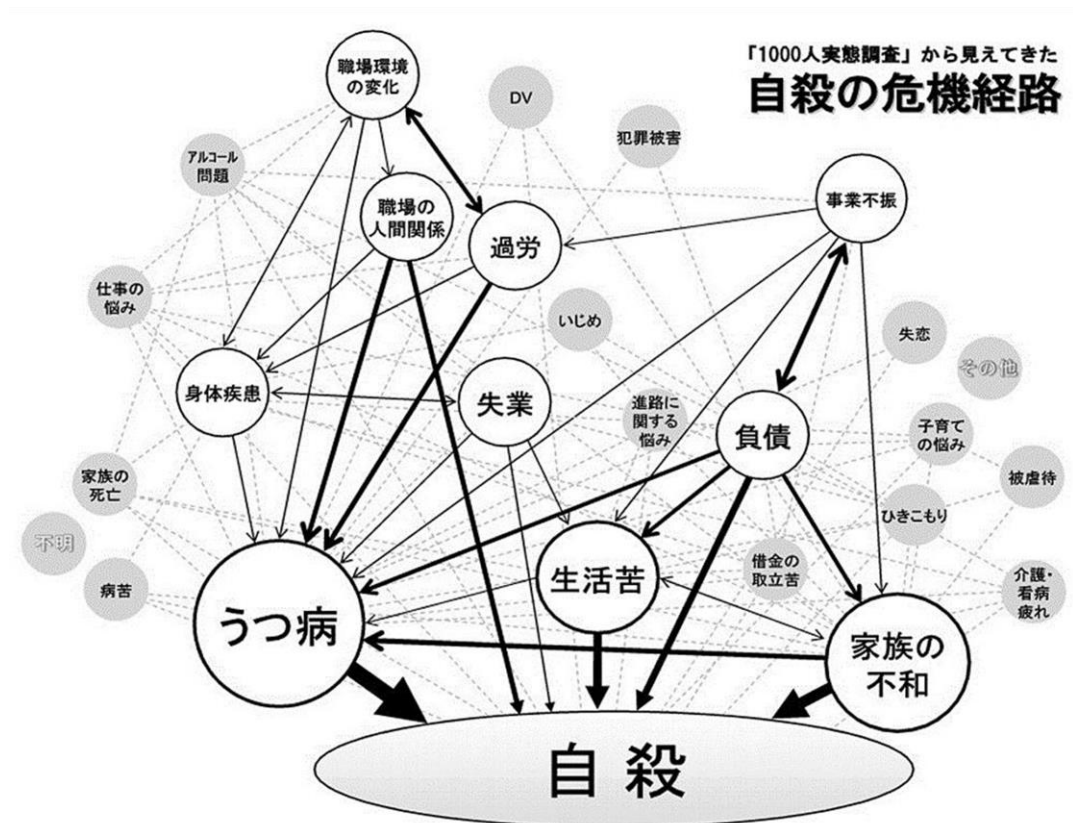 「1000人実態調査」から見えてきた
自殺の危機経路
職場環境
の変化
DV
犯罪被害
アルコール
問題
職場の
人間関係
過労
事業不振
仕事の
悩み
いじめ
失恋
その他
身体疾患
失業
進路に
関する
悩み
負債
子育て
の悩み
家族の
死亡
被虐待
ひきこもり
不明
病苦
うつ病
生活苦
借金の
取立苦
介護・
看病
疲れ
家族の
不和
自殺